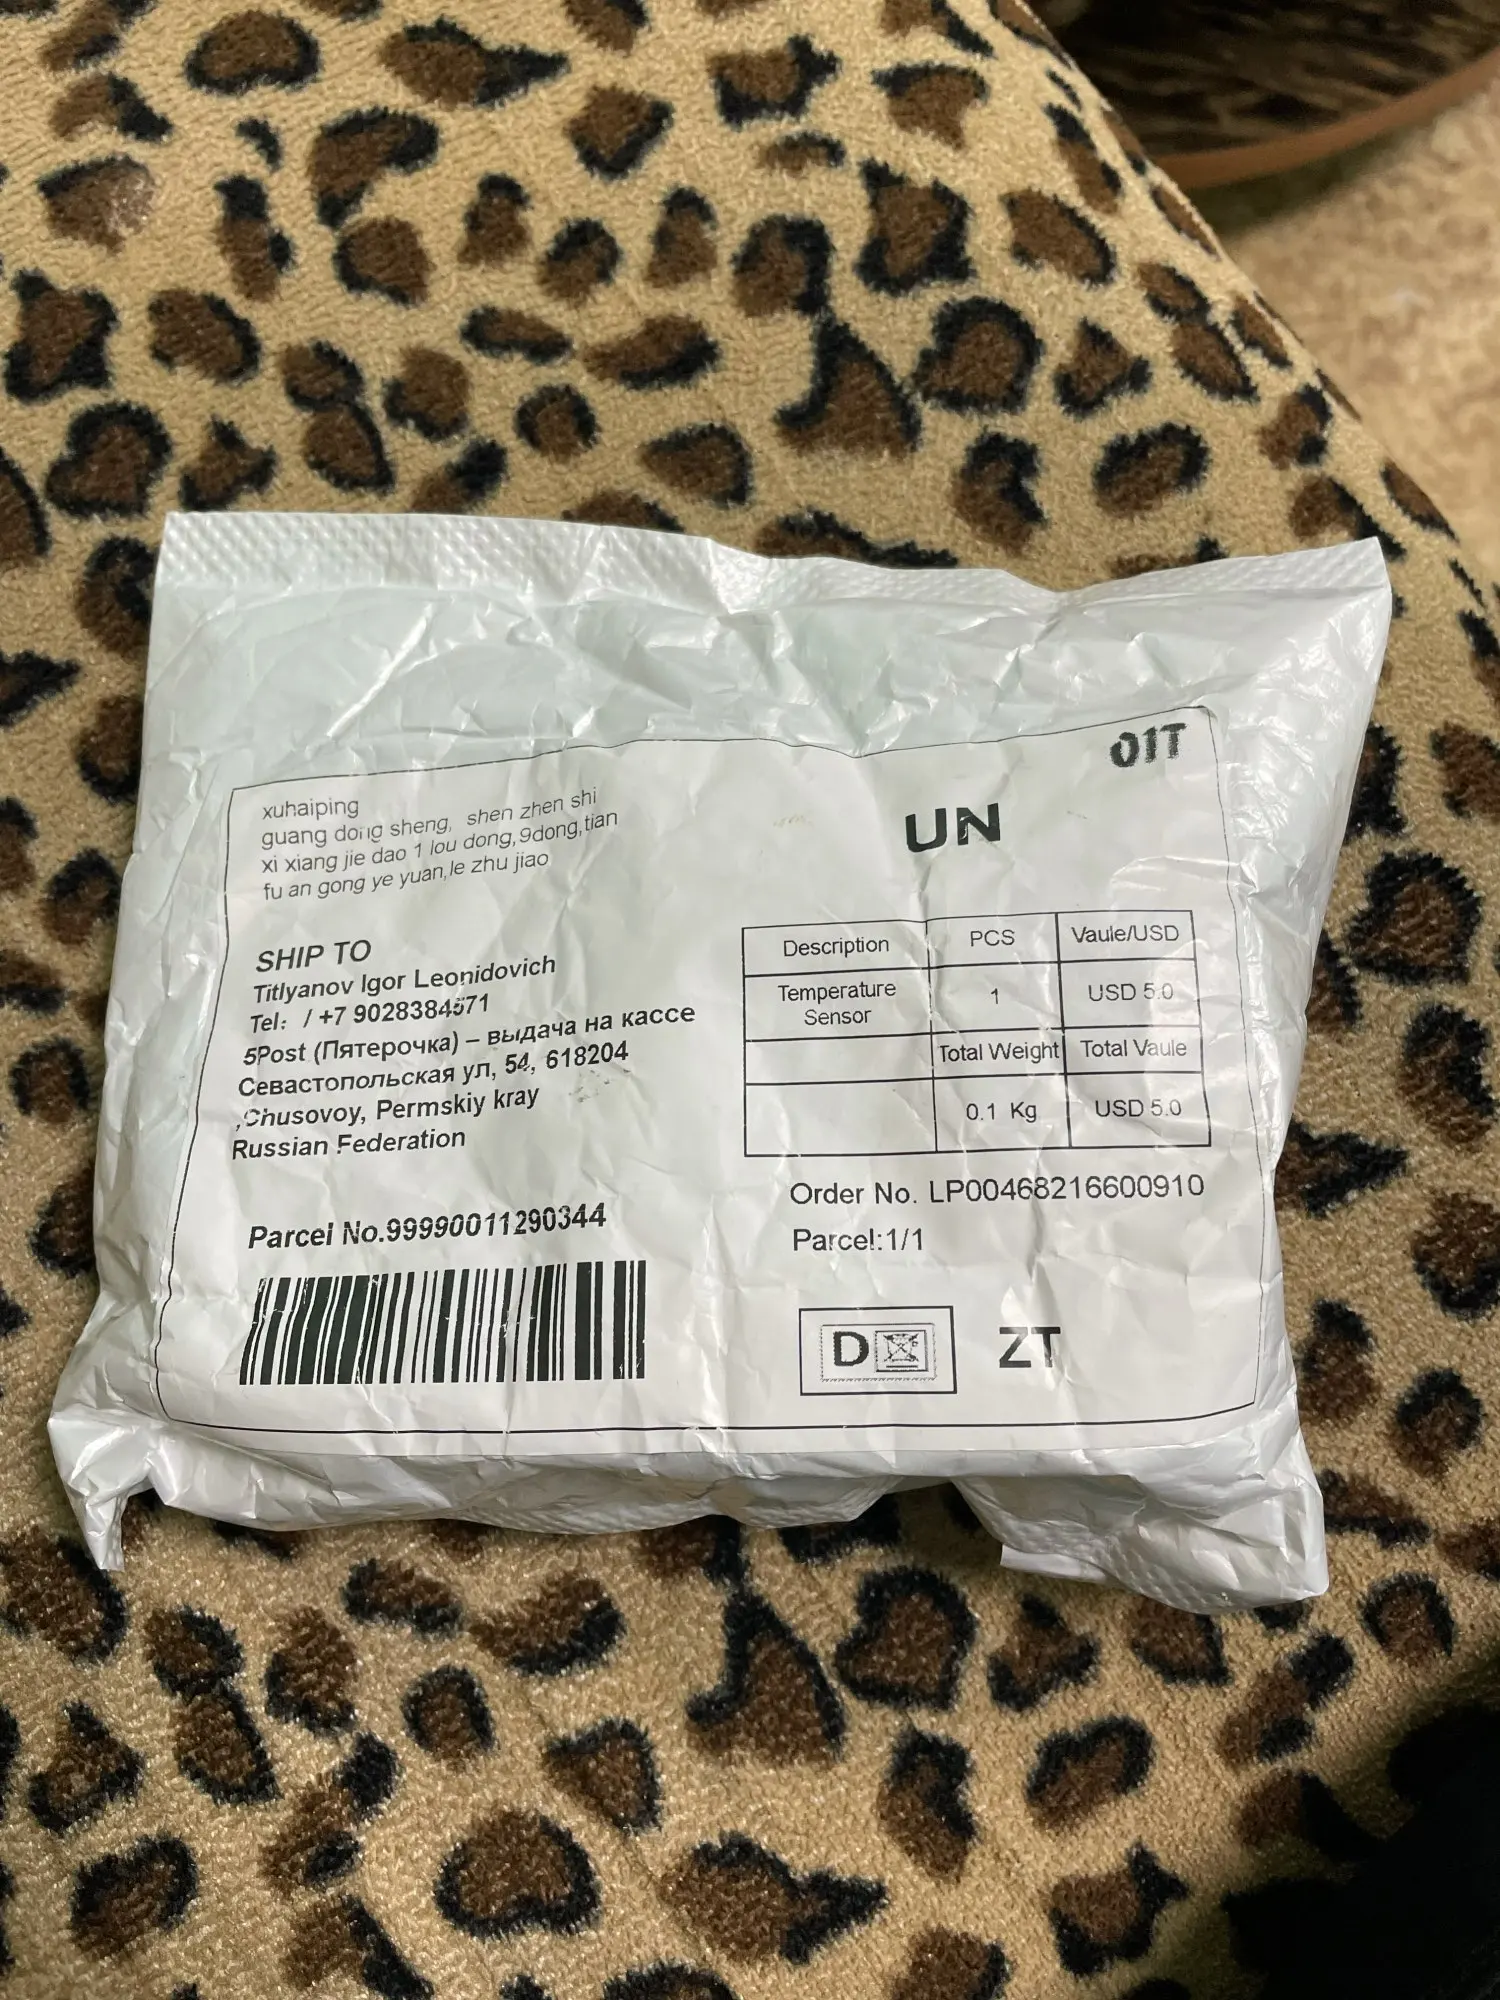 01T
UN
xuhaiping
guang dong sheng, shen zhen shi
xi xiang jie dao 1 lou dong,9dong,tian
fu an gong ye yuan,le zhu jiao
SHIP TO
Titlyanov Igor Leonidovich
Tel: / +7 9028384571
5Post (Пятерочка) – выдача на кассе
Севастопольская ул, 54, 618204
,Chusovoy, Permskiy kray
Russian Federation
Parcel No.99990011290344
Description PCS Vaule/USD
Temperature Sensor 1 USD 5.0
Total Weight Total Vaule
0.1 Kg USD 5.0
Order No. LP00468216600910
Parcel:1/1
D ZT